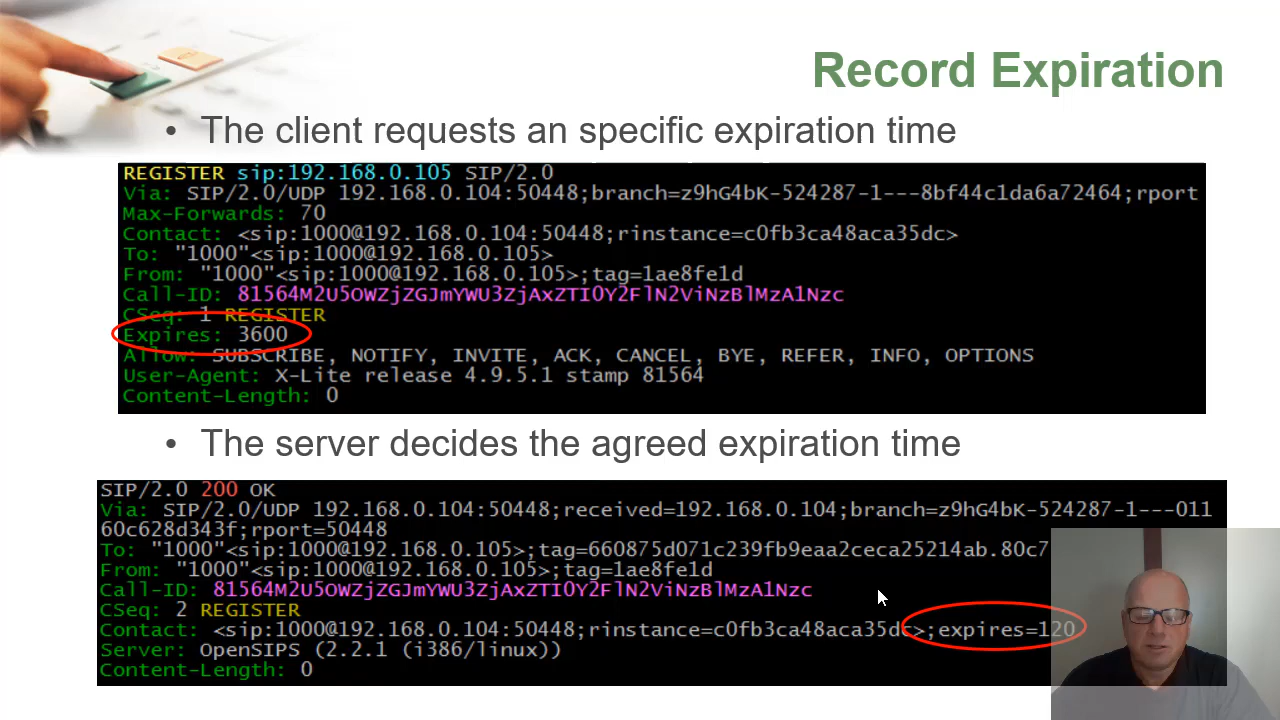 Record Expiration
• The client requests an specific expiration time
REGISTER sip:192.168.0.105 SIP/2.0
Via: SIP/2.0/UDP 192.168.0.104:50448;branch=z9hG4bK-524287-1---8bf44c1da6a72464;rport
Max-Forwards: 70
Contact: <sip:1000@192.168.0.104:50448;rinstance=c0fb3ca48aca35dc>
To: "1000"<sip:1000@192.168.0.105>
From: "1000"<sip:1000@192.168.0.105>;tag=1ae8fe1d
Call-ID: 81564M2U5OWZjZGJmYWU3ZjAxZTI0Y2FlN2ViNzBlMzA1Nzc
CSeq: 1 REGISTER
Expires: 3600
Allow: SUBSCRIBE, NOTIFY, INVITE, ACK, CANCEL, BYE, REFER, INFO, OPTIONS
User-Agent: X-Lite release 4.9.5.1 stamp 81564
Content-Length: 0
• The server decides the agreed expiration time
SIP/2.0 200 OK
Via: SIP/2.0/UDP 192.168.0.104:50448;received=192.168.0.104;branch=z9hG4bK-524287-1---011
60c628d343f;rport=50448
To: "1000"<sip:1000@192.168.0.105>;tag=660875d071c239fb9eaa2ceca25214ab.80c7
From: "1000"<sip:1000@192.168.0.105>;tag=1ae8fe1d
Call-ID: 81564M2U5OWZjZGJmYWU3ZjAxZTI0Y2FlN2ViNzBlMzA1Nzc
CSeq: 2 REGISTER
Contact: <sip:1000@192.168.0.104:50448;rinstance=c0fb3ca48aca35dc>;expires=120
Server: OpenSIPS (2.2.1 (i386/linux))
Content-Length: 0